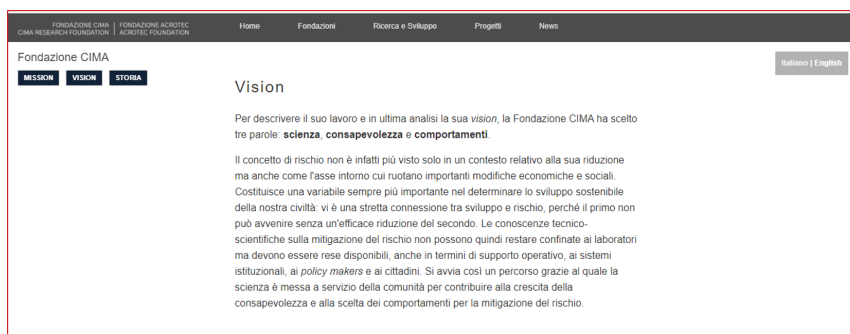 FONDAZIONE CIMA | FONDAZIONE ACROTEC
CIMA RESEARCH FOUNDATION | ACROTEC FOUNDATION
Home Fondazioni Ricerca e Sviluppo Progetti News
Fondazione CIMA
MISSION VISION STORIA
Italiano | English
Vision
Per descrivere il suo lavoro e in ultima analisi la sua vision, la Fondazione CIMA ha scelto
tre parole: scienza, consapevolezza e comportamenti.
Il concetto di rischio non è infatti più visto solo in un contesto relativo alla sua riduzione
ma anche come l'asse intorno cui ruotano importanti modifiche economiche e sociali.
Costituisce una variabile sempre più importante nel determinare lo sviluppo sostenibile
della nostra civiltà: vi è una stretta connessione tra sviluppo e rischio, perché il primo non
può avvenire senza un'efficace riduzione del secondo. Le conoscenze tecnico-
scientifiche sulla mitigazione del rischio non possono quindi restare confinate ai laboratori
ma devono essere rese disponibili, anche in termini di supporto operativo, ai sistemi
istituzionali, ai policy makers e ai cittadini. Si avvia così un percorso grazie al quale la
scienza è messa a servizio della comunità per contribuire alla crescita della
consapevolezza e alla scelta dei comportamenti per la mitigazione del rischio.